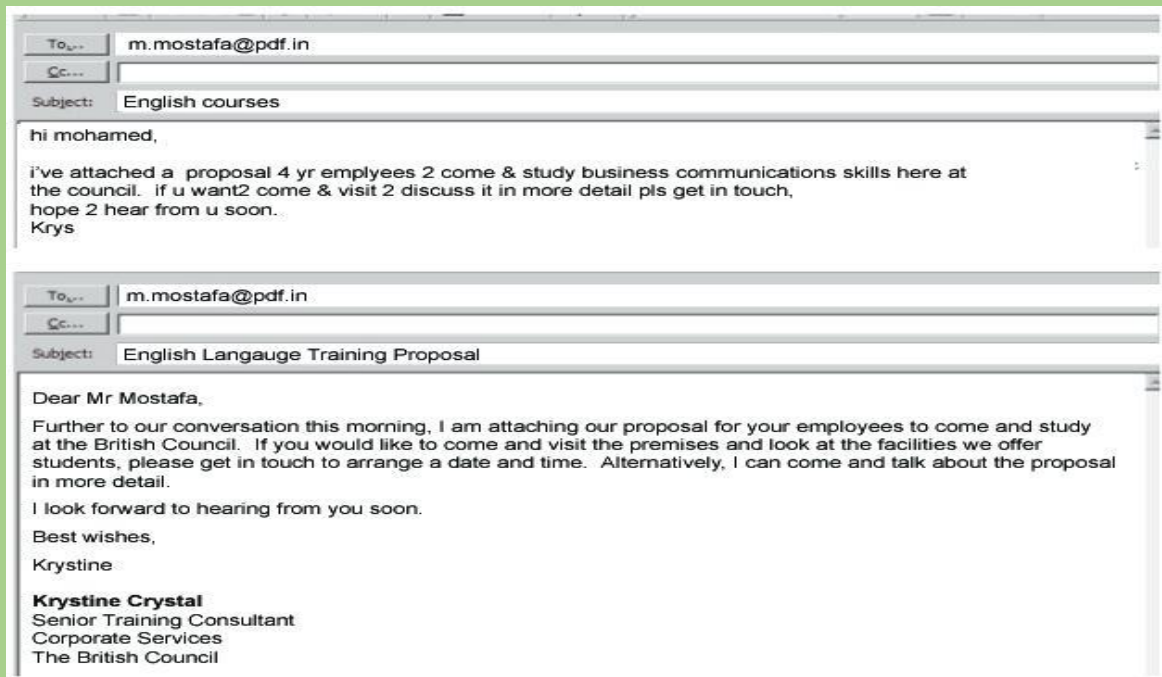 To... m.mostafa@pdf.in
Cc...
Subject: English courses
hi mohamed,
i've attached a proposal 4 yr emplyees 2 come & study business communications skills here at
the council. if u want2 come & visit 2 discuss it in more detail pls get in touch,
hope 2 hear from u soon.
Krys
To... m.mostafa@pdf.in
Cc...
Subject: English Langauge Training Proposal
Dear Mr Mostafa,
Further to our conversation this morning, I am attaching our proposal for your employees to come and study
at the British Council. If you would like to come and visit the premises and look at the facilities we offer
students, please get in touch to arrange a date and time. Alternatively, I can come and talk about the proposal
in more detail.
I look forward to hearing from you soon.
Best wishes,
Krystine
Krystine Crystal
Senior Training Consultant
Corporate Services
The British Council